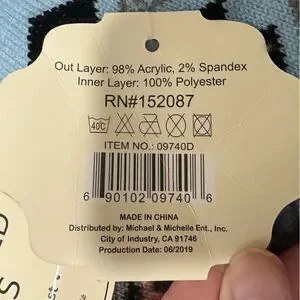 Out Layer: 98% Acrylic, 2% Spandex
Inner Layer: 100% Polyester
RN#152087
40C
ITEM NO.: 09740D
6 90102 09740 6
MADE IN CHINA
Distributed by: Michael & Michelle Ent., Inc.
City of Industry, CA 91746
Production Date: 06/2019